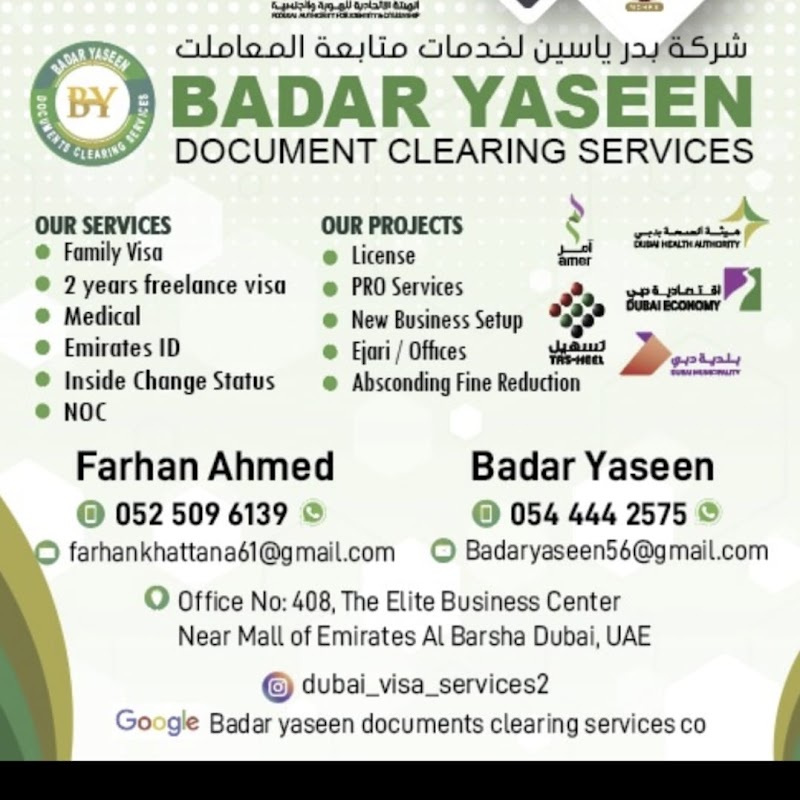 الهيئة الاتحادية للهوية والجنسية
FEDERAL AUTHORITY FOR IDENTITY & CITIZENSHIP
MOHRE
شركة بدر ياسين لخدمات متابعة المعاملت
BADAR YASEEN
DOCUMENT CLEARING SERVICES
BADAR YASEEN
BY
DOCUMENTS CLEARING SERVICES
OUR SERVICES
Family Visa
2 years freelance visa
Medical
Emirates ID
Inside Change Status
NOC
OUR PROJECTS
License
PRO Services
New Business Setup
Ejari / Offices
Absconding Fine Reduction
آمر
amer
هيئة الصحة بدبي
DUBAI HEALTH AUTHORITY
تسهيل
TAS-HEEL
اقتصادية دبي
DUBAI ECONOMY
بلدية دبي
DUBAI MUNICIPALITY
Farhan Ahmed
052 509 6139
farhankhattana61@gmail.com
Badar Yaseen
054 444 2575
Badaryaseen56@gmail.com
Office No: 408, The Elite Business Center
Near Mall of Emirates Al Barsha Dubai, UAE
dubai_visa_services2
Google Badar yaseen documents clearing services co